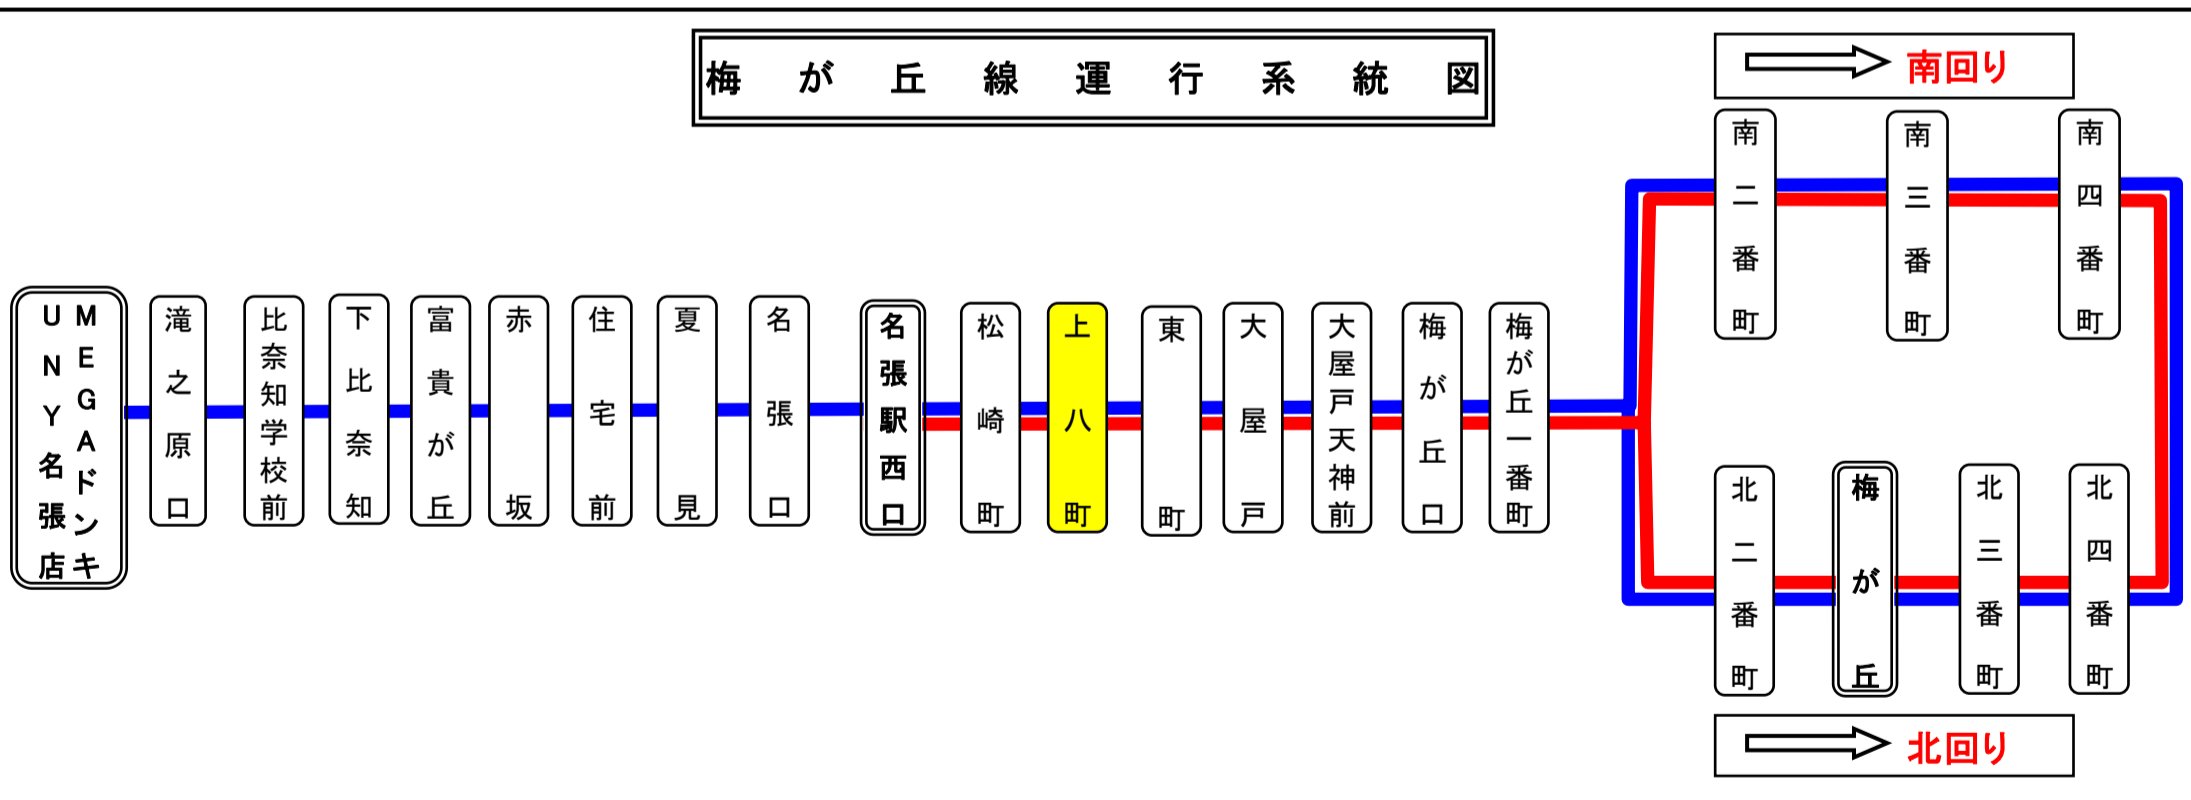 梅が丘線運行系統図
南回り
南二番町
南三番町
南四番町
MEGAドンキ
UNY名張店
滝之原口
比奈知学校前
下比奈知
富貴が丘
赤坂
住宅前
夏見
名張口
名張駅西口
松崎町
上八町
東町
大屋戸
大屋戸天神前
梅が丘口
梅が丘一番町
北二番町
梅が丘
北三番町
北四番町
北回り